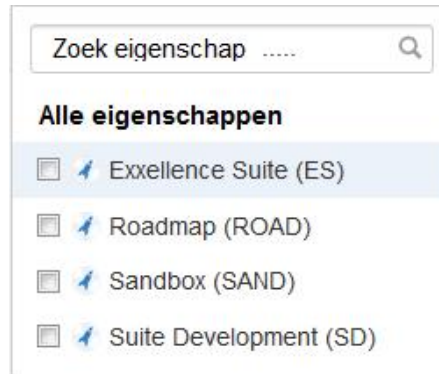 Zoek eigenschap .....
Alle eigenschappen
Exxellence Suite (ES)
Roadmap (ROAD)
Sandbox (SAND)
Suite Development (SD)